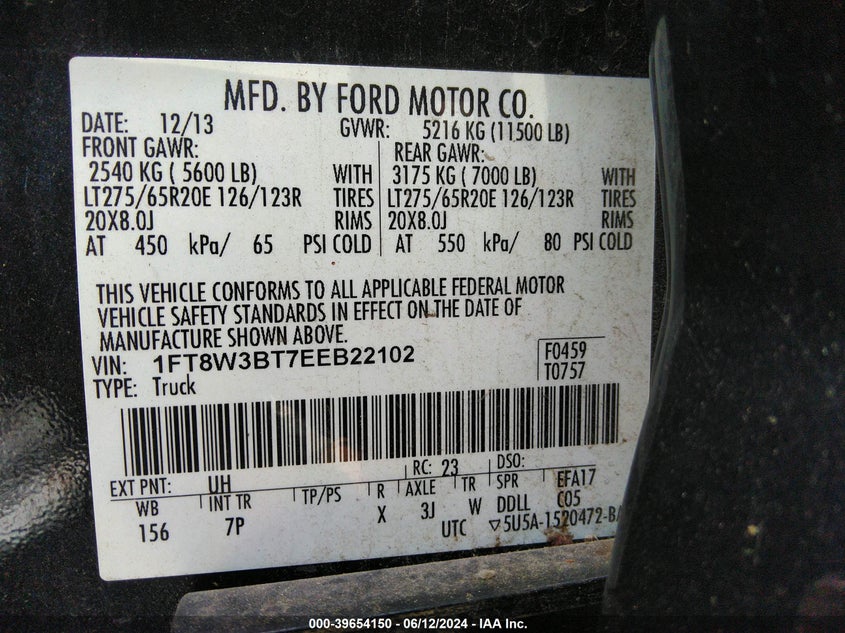 MFD. BY FORD MOTOR CO.
DATE: 12/13 GVWR: 5216 KG (11500 LB)
FRONT GAWR: REAR GAWR:
2540 KG ( 5600 LB) WITH 3175 KG ( 7000 LB) WITH
LT275/65R20E 126/123R TIRES LT275/65R20E 126/123R TIRES
20X8.0J RIMS 20X8.0J RIMS
AT 450 kPa/ 65 PSI COLD AT 550 kPa/ 80 PSI COLD
THIS VEHICLE CONFORMS TO ALL APPLICABLE FEDERAL MOTOR
VEHICLE SAFETY STANDARDS IN EFFECT ON THE DATE OF
MANUFACTURE SHOWN ABOVE.
VIN: 1FT8W3BT7EEB22102 F0459
TYPE: Truck T0757
EXT PNT: UH RC: 23 DSO:
WB INT TR TP/PS R AXLE TR SPR EFA17
156 7P X 3J W DDLL C05
UTC ▽5U5A-1520472-BA
000-39654150 - 06/12/2024 - IAA Inc.